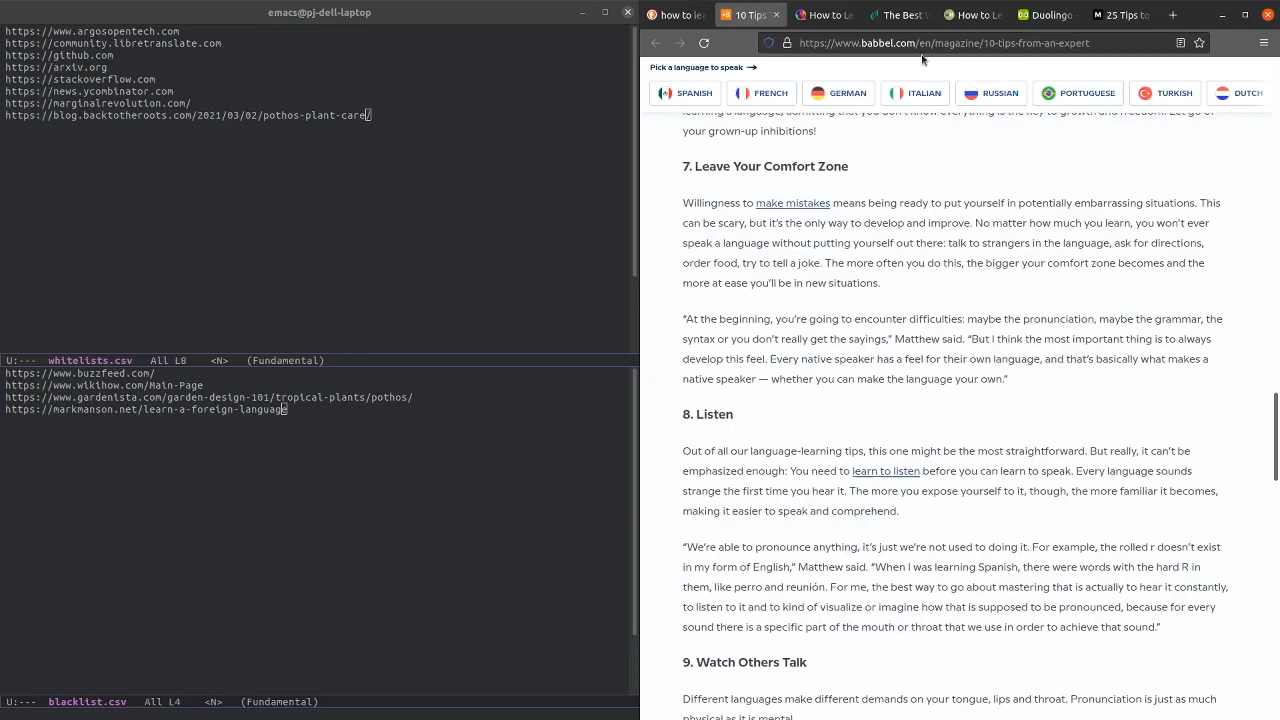 emacs@pj-dell-laptop
https://www.argosopentech.com
https://community.libretranslate.com
https://github.com
https://arxiv.org
https://stackoverflow.com
https://news.ycombinator.com
https://marginalrevolution.com/
https://blog.backtotheroots.com/2021/03/02/pothos-plant-care/
U:--- whitelists.csv All L8 <N> (Fundamental)
https://www.buzzfeed.com/
https://www.wikihow.com/Main-Page
https://www.gardenista.com/garden-design-101/tropical-plants/pothos/
https://markmanson.net/learn-a-foreign-language
U:--- blacklist.csv All L4 <N> (Fundamental)
how to lea 10 Tips How to Le The Best How to Le Duolingo 25 Tips to
https://www.babbel.com/en/magazine/10-tips-from-an-expert
Pick a language to speak
SPANISH FRENCH GERMAN ITALIAN RUSSIAN PORTUGUESE TURKISH DUTCH
learning a language, admitting that you don't know everything is the key to growth and freedom. Let go of
your grown-up inhibitions!
7. Leave Your Comfort Zone
Willingness to make mistakes means being ready to put yourself in potentially embarrassing situations. This
can be scary, but it's the only way to develop and improve. No matter how much you learn, you won't ever
speak a language without putting yourself out there: talk to strangers in the language, ask for directions,
order food, try to tell a joke. The more often you do this, the bigger your comfort zone becomes and the
more at ease you'll be in new situations.
“At the beginning, you're going to encounter difficulties: maybe the pronunciation, maybe the grammar, the
syntax or you don't really get the sayings,” Matthew said. “But I think the most important thing is to always
develop this feel. Every native speaker has a feel for their own language, and that's basically what makes a
native speaker — whether you can make the language your own.”
8. Listen
Out of all our language-learning tips, this one might be the most straightforward. But really, it can't be
emphasized enough: You need to learn to listen before you can learn to speak. Every language sounds
strange the first time you hear it. The more you expose yourself to it, though, the more familiar it becomes,
making it easier to speak and comprehend.
“We're able to pronounce anything, it's just we're not used to doing it. For example, the rolled r doesn't exist
in my form of English,” Matthew said. “When I was learning Spanish, there were words with the hard R in
them, like perro and reunión. For me, the best way to go about mastering that is actually to hear it constantly,
to listen to it and to kind of visualize or imagine how that is supposed to be pronounced, because for every
sound there is a specific part of the mouth or throat that we use in order to achieve that sound.”
9. Watch Others Talk
Different languages make different demands on your tongue, lips and throat. Pronunciation is just as much
physical as it is mental.